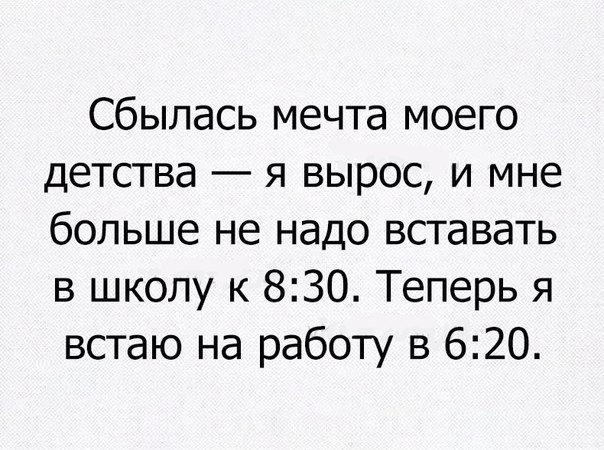 Сбылась мечта моего
детства — я вырос, и мне
больше не надо вставать
в школу к 8:30. Теперь я
встаю на работу в 6:20.